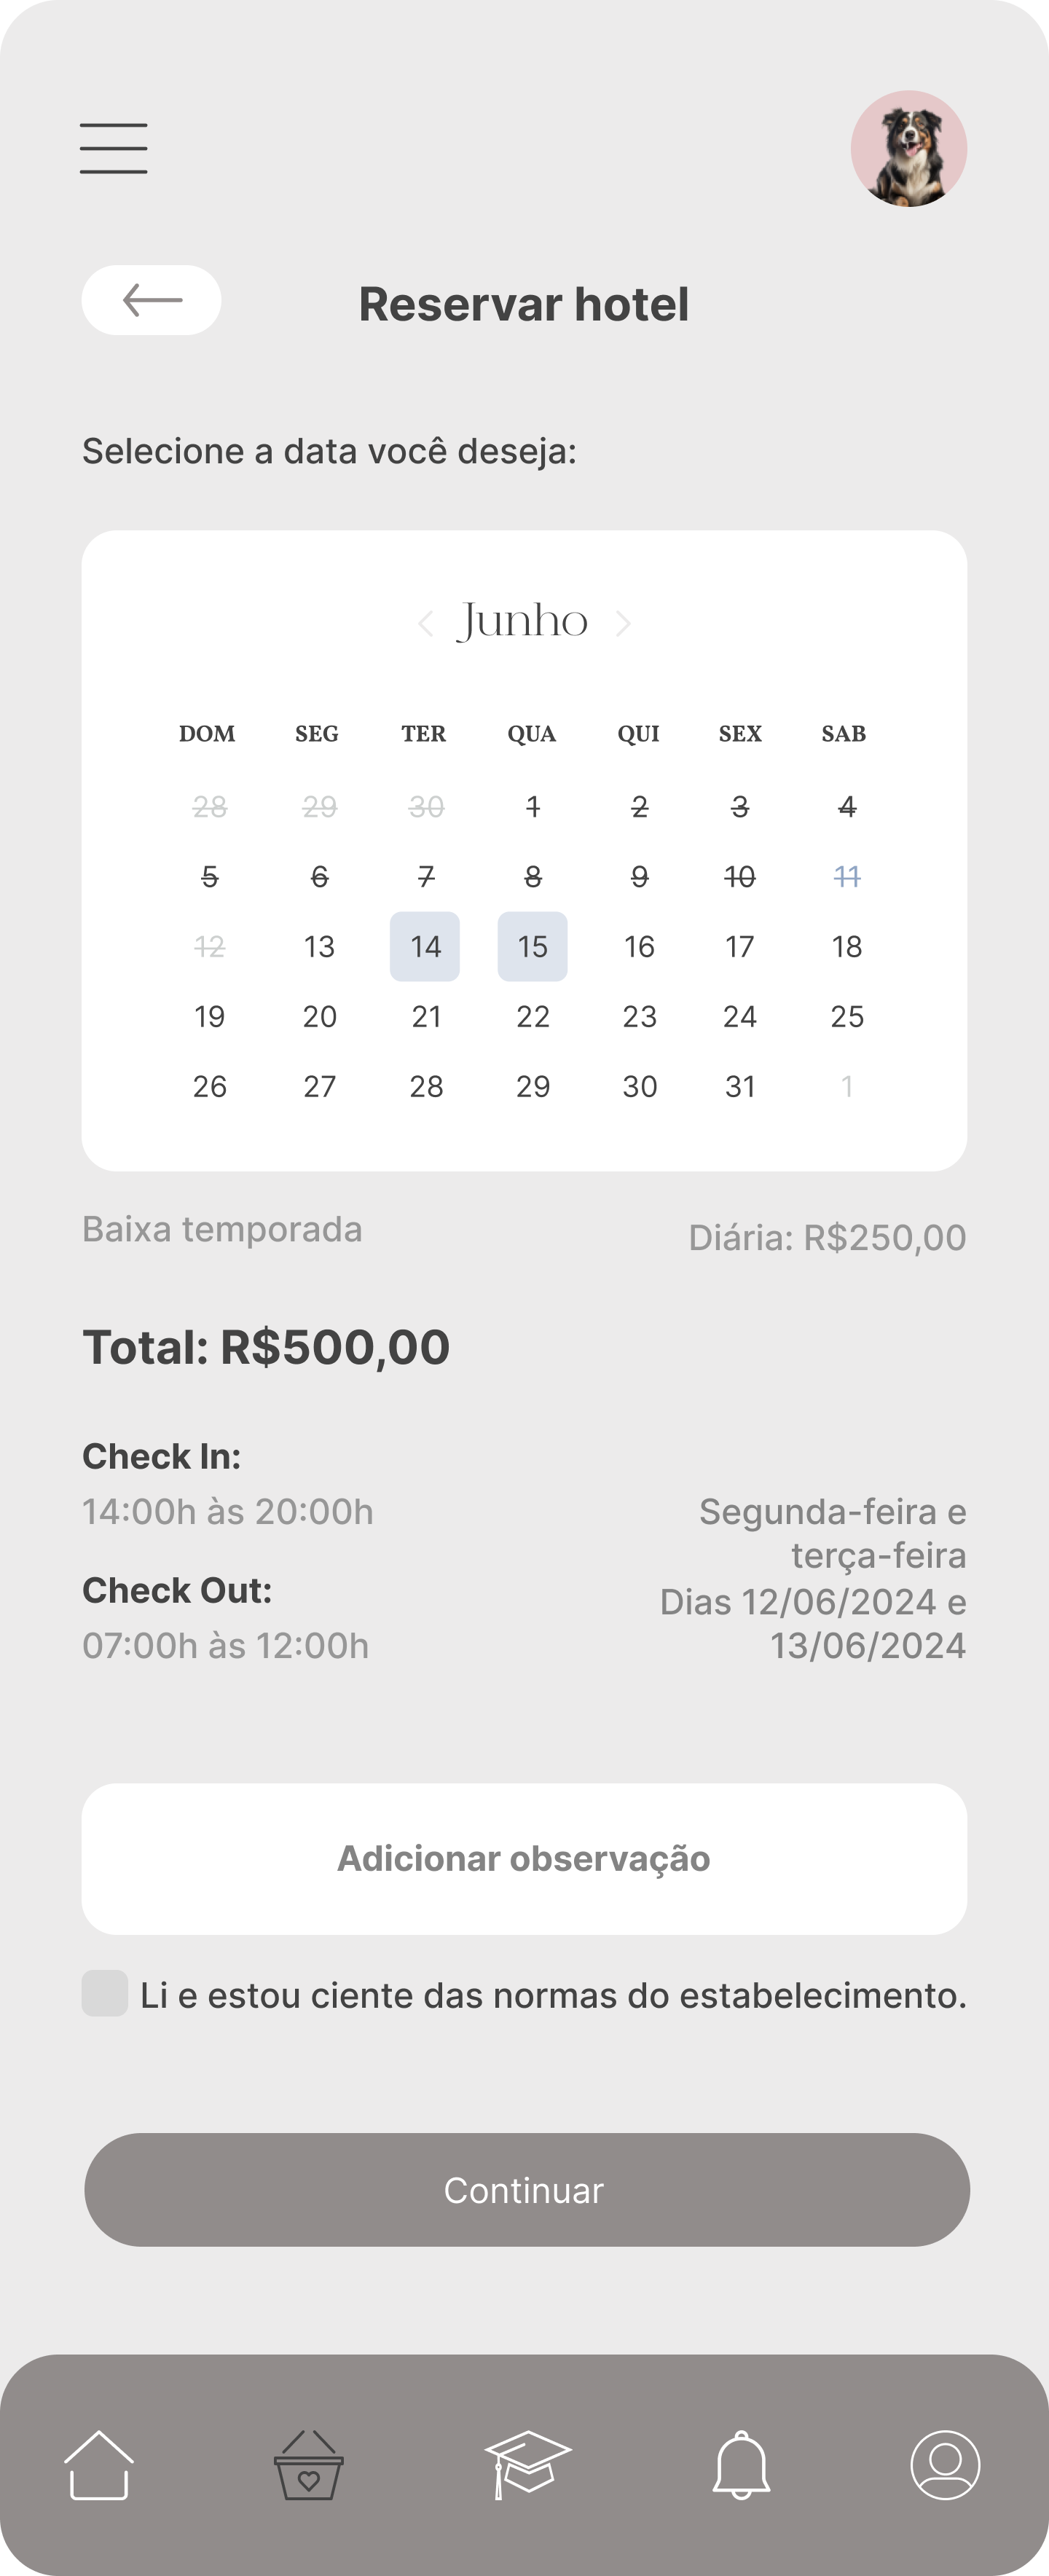 Reservar hotel
Selecione a data você deseja:
Junho
DOM SEG TER QUA QUI SEX SAB
28 29 30 1 2 3 4
5 6 7 8 9 10 11
12 13 14 15 16 17 18
19 20 21 22 23 24 25
26 27 28 29 30 31 1
Baixa temporada
Diária: R$250,00
Total: R$500,00
Check In:
14:00h às 20:00h
Check Out:
07:00h às 12:00h
Segunda-feira e
terça-feira
Dias 12/06/2024 e
13/06/2024
Adicionar observação
Li e estou ciente das normas do estabelecimento.
Continuar